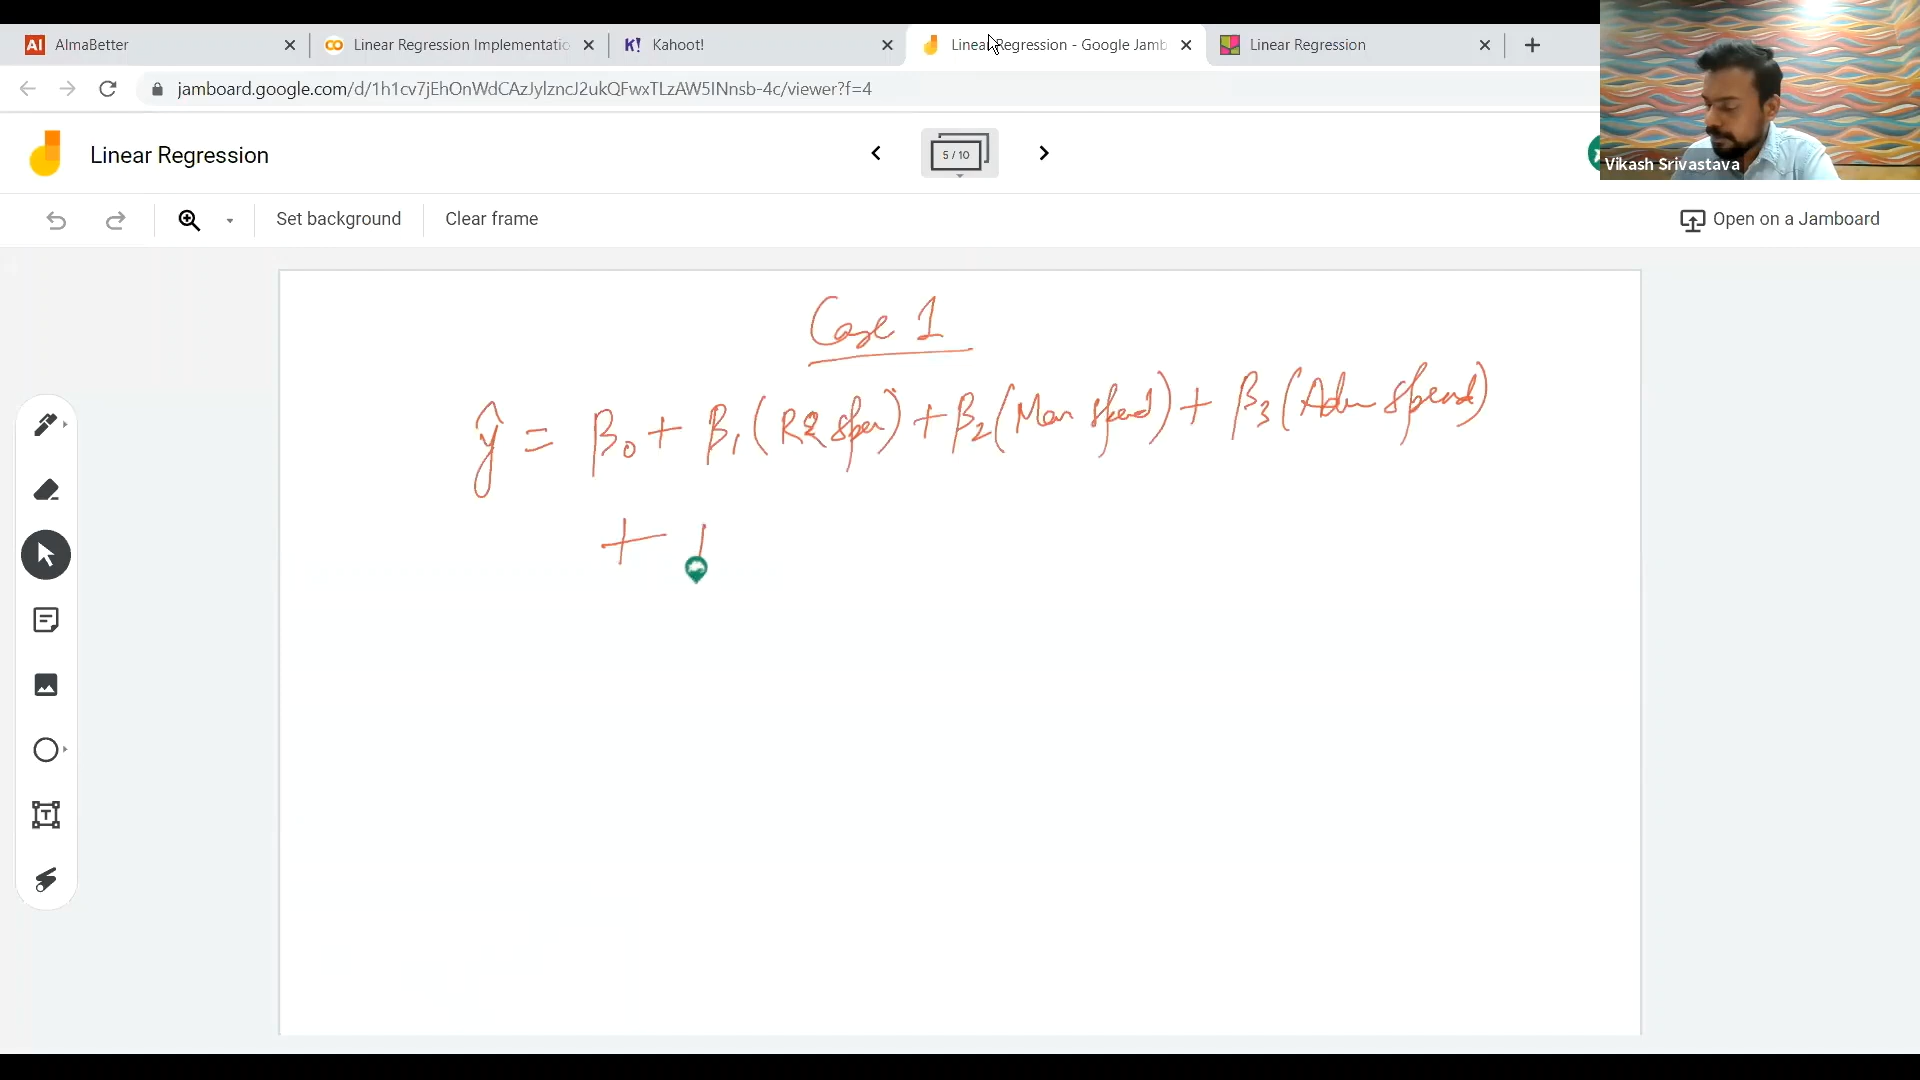 AlmaBetter
Linear Regression Implementatio
Kahoot!
Linear Regression - Google Jamb
Linear Regression
jamboard.google.com/d/1h1cv7jEhOnWdCAzJylzncJ2ukQFwxTLzAW5INnsb-4c/viewer?f=4
Vikash Srivastava
Linear Regression
5 / 10
Set background
Clear frame
Open on a Jamboard
Case 1
ŷ = β₀ + β₁ (R& spen) + β₂ (Mar spend) + β₃ (Adm spend)
+